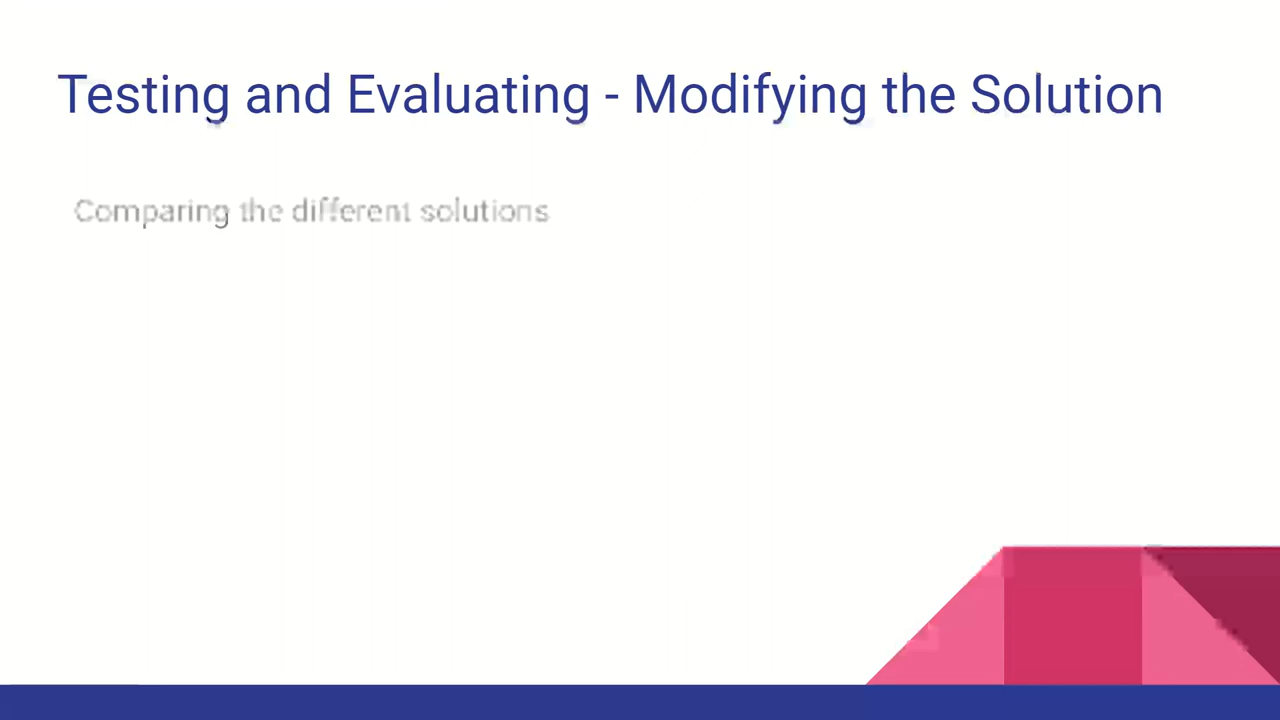 Testing and Evaluating - Modifying the Solution
Comparing the different solutions